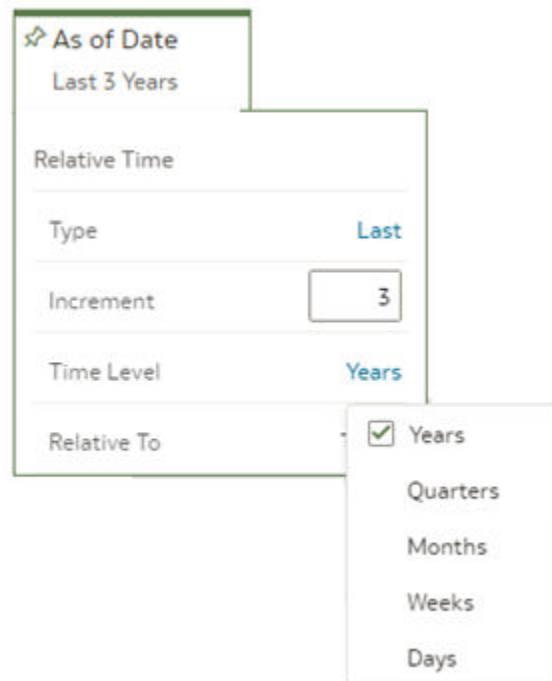 As of Date
Last 3 Years
Relative Time
Type Last
Increment 3
Time Level Years
Relative To
Years
Quarters
Months
Weeks
Days